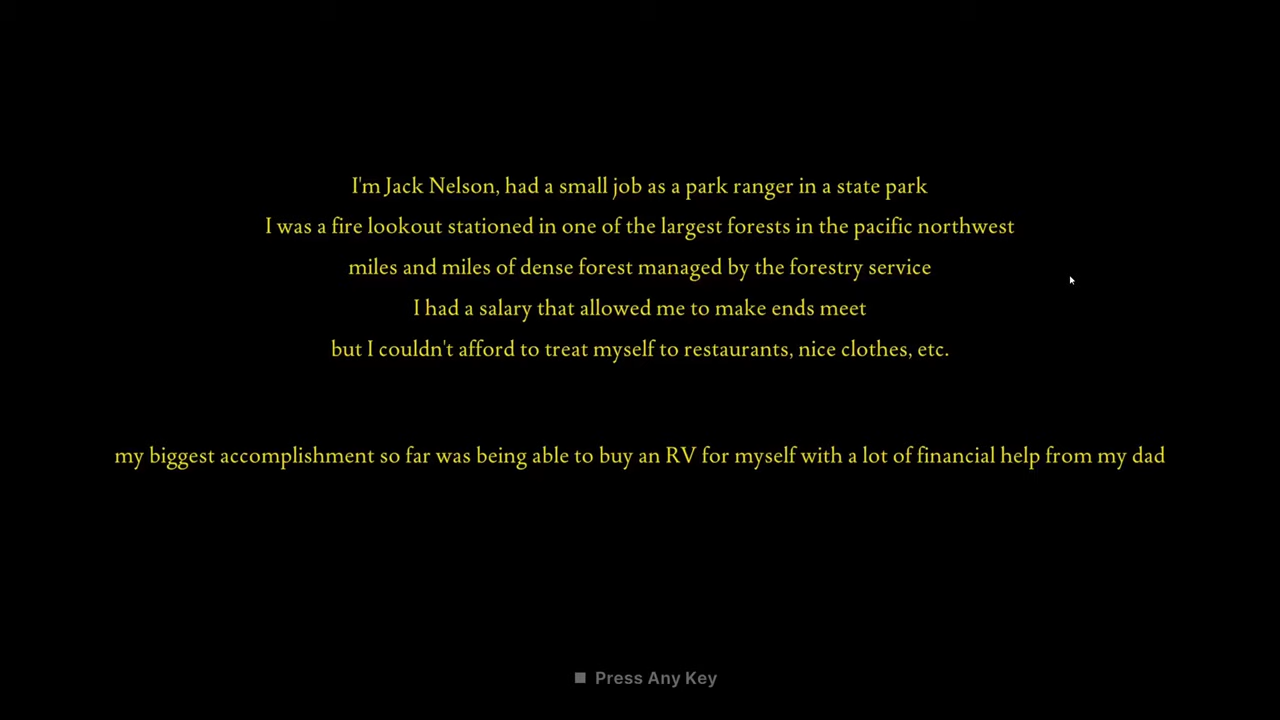 I'm Jack Nelson, had a small job as a park ranger in a state park
I was a fire lookout stationed in one of the largest forests in the pacific northwest
miles and miles of dense forest managed by the forestry service
I had a salary that allowed me to make ends meet
but I couldn't afford to treat myself to restaurants, nice clothes, etc.
my biggest accomplishment so far was being able to buy an RV for myself with a lot of financial help from my dad
Press Any Key